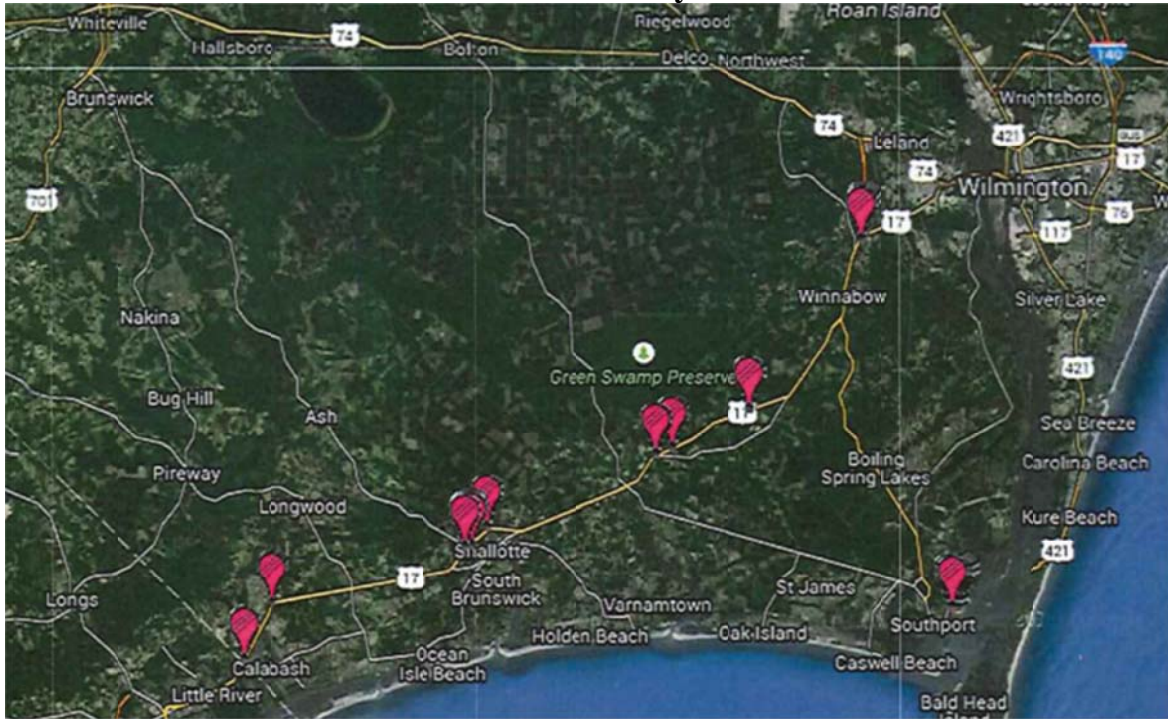 Whiteville
Hallsboro
74
Bolton
Riegelwood
Roan Island
Delco
Northwest
140
Brunswick
Wrightsboro
74
421
Leland
BUS
17
74
Wilmington
701
17
76
117
Winnabow
Silver Lake
Nakina
Green Swamp Preserve
421
Bug Hill
Ash
17
Sea Breeze
Pireway
Boiling
Spring Lakes
Carolina Beach
Longwood
Kure Beach
Shallotte
421
17
South
Brunswick
St James
Longs
Varnamtown
Southport
Holden Beach
Oak Island
Calabash
Ocean
Isle Beach
Caswell Beach
Little River
Bald Head
Island